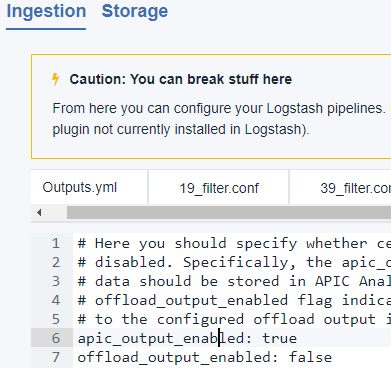 Ingestion Storage
Caution: You can break stuff here
From here you can configure your Logstash pipelines.
plugin not currently installed in Logstash).
Outputs.yml 19_filter.conf 39_filter.con
1 # Here you should specify whether ce
2 # disabled. Specifically, the apic_o
3 # data should be stored in APIC Anal
4 # offload_output_enabled flag indica
5 # to the configured offload output i
6 apic_output_enabled: true
7 offload_output_enabled: false